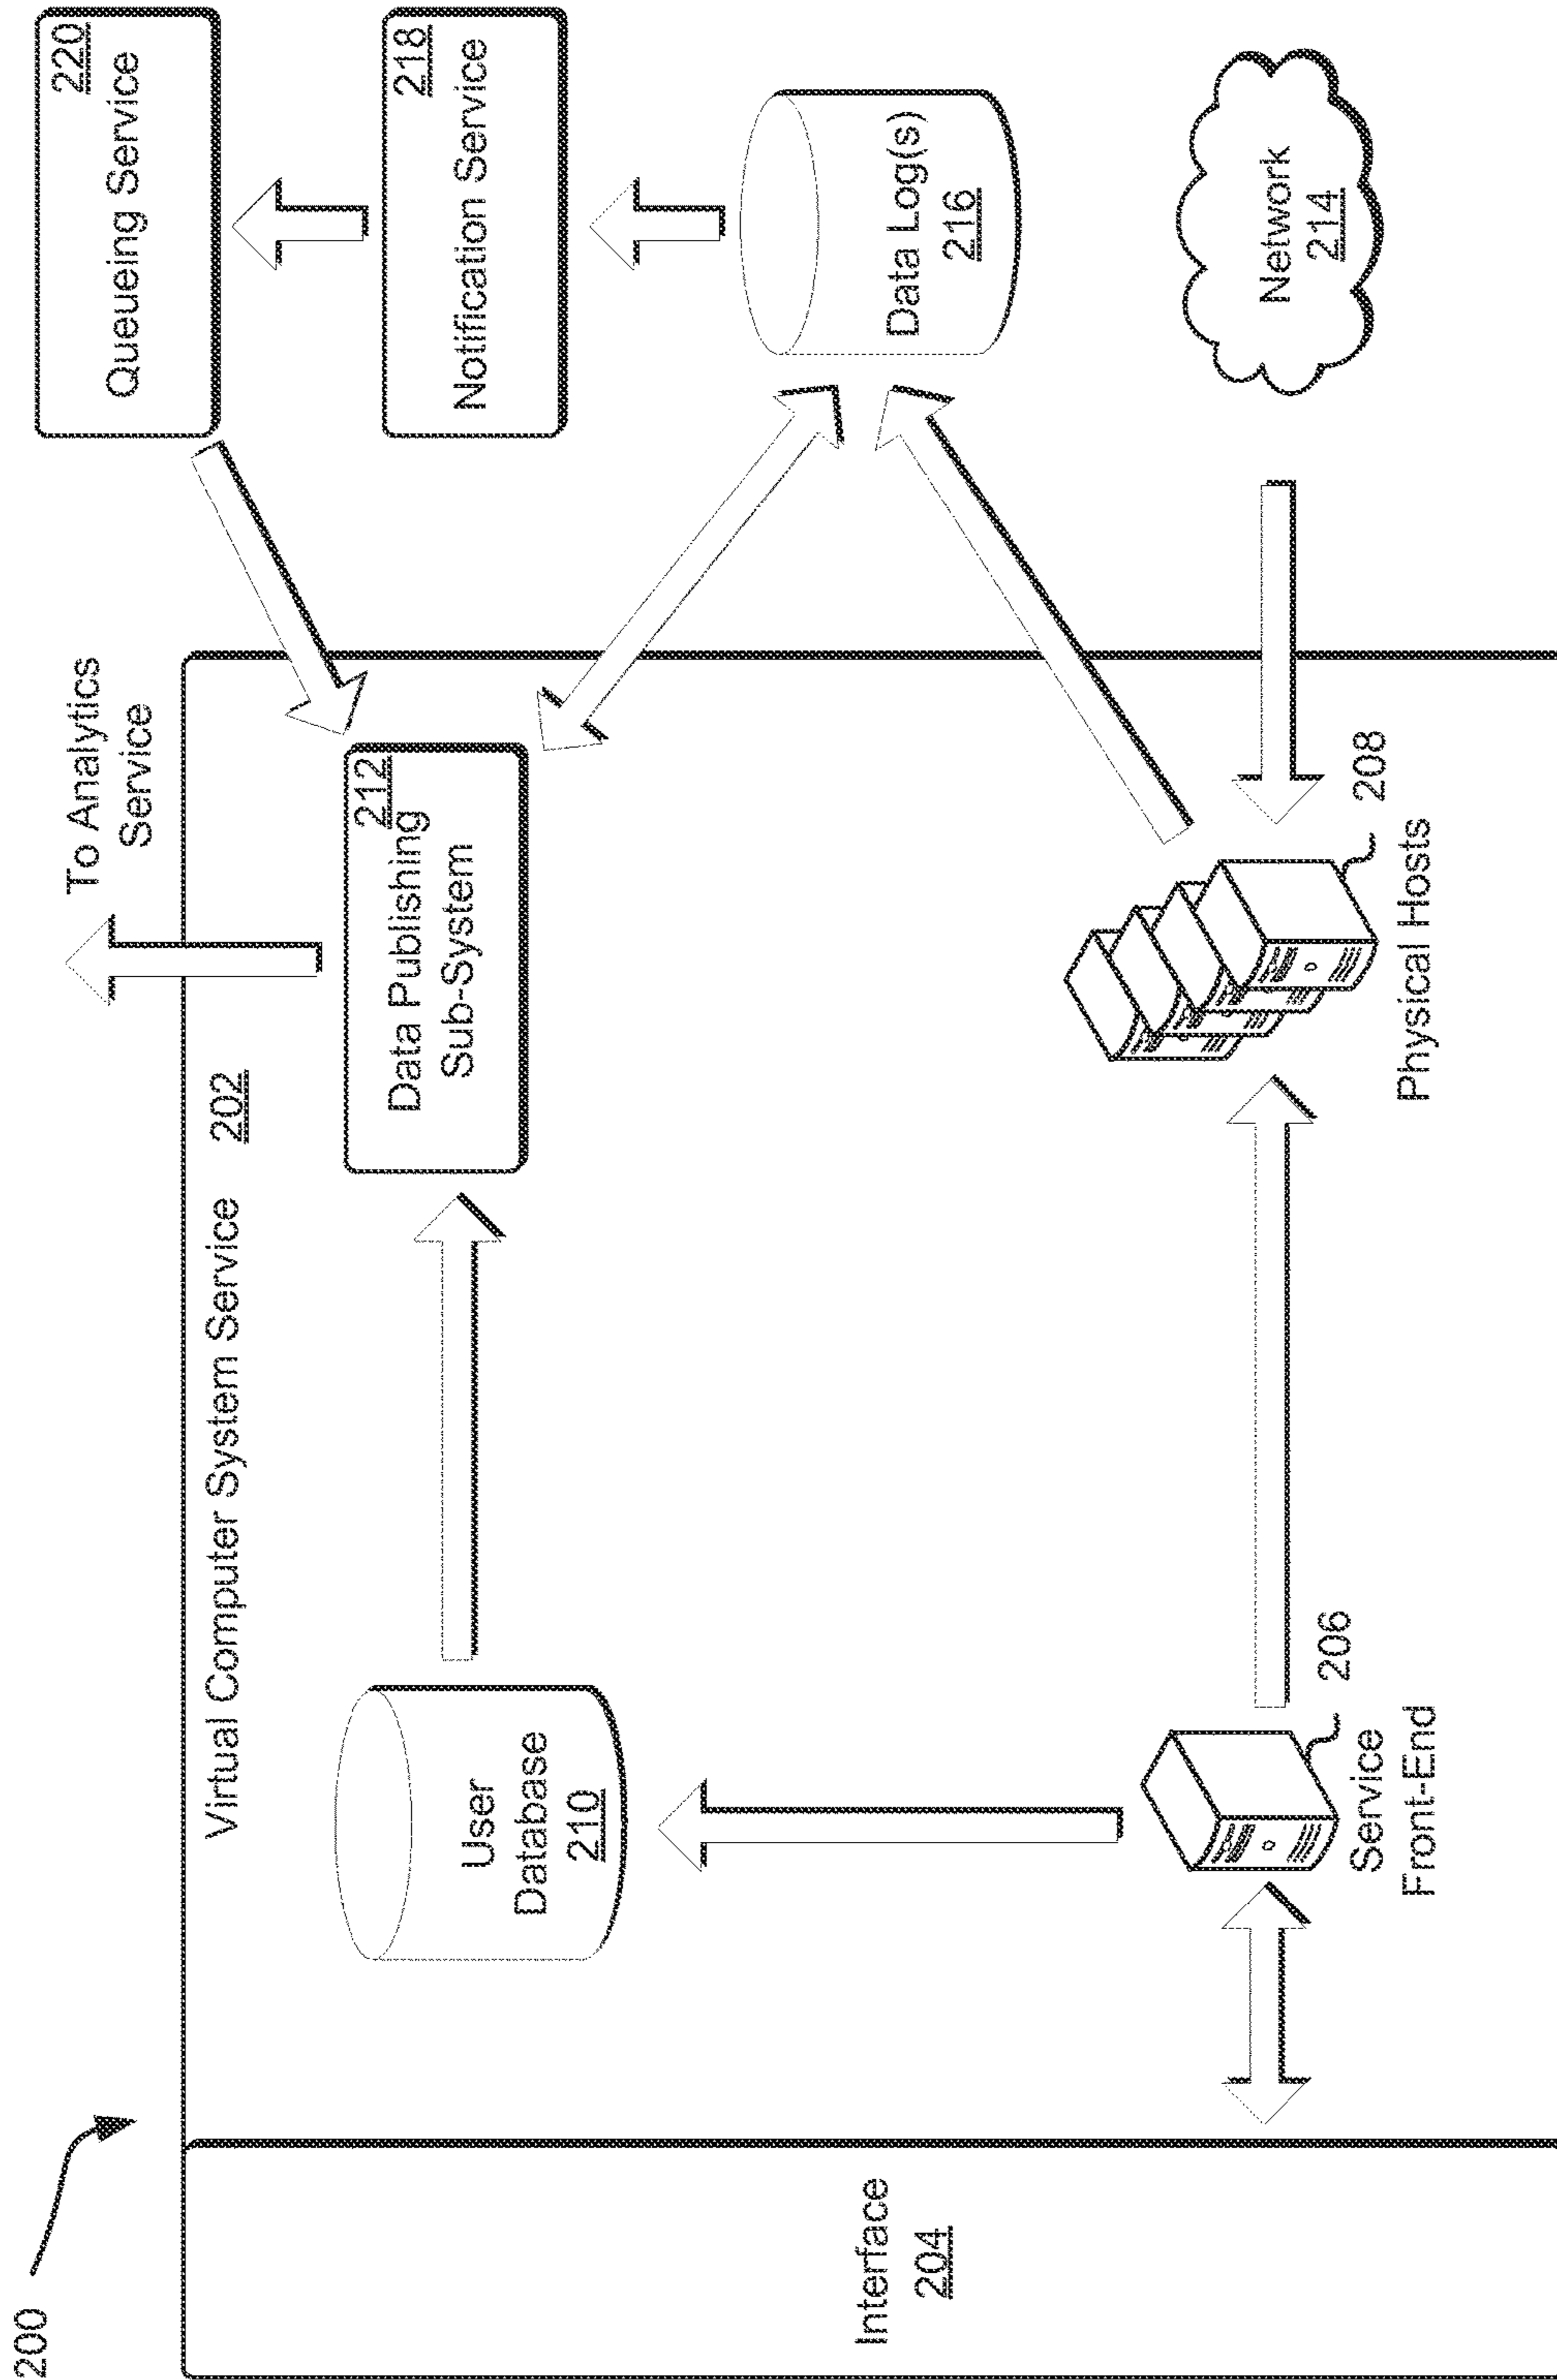 200
Virtual Computer System Service 202
To Analytics
Service
220
Queueing Service
Interface
204
User
Database
210
212
Data Publishing
Sub-System
218
Notification Service
Data Log(s)
216
206
Service
Front-End
208
Physical Hosts
Network
214